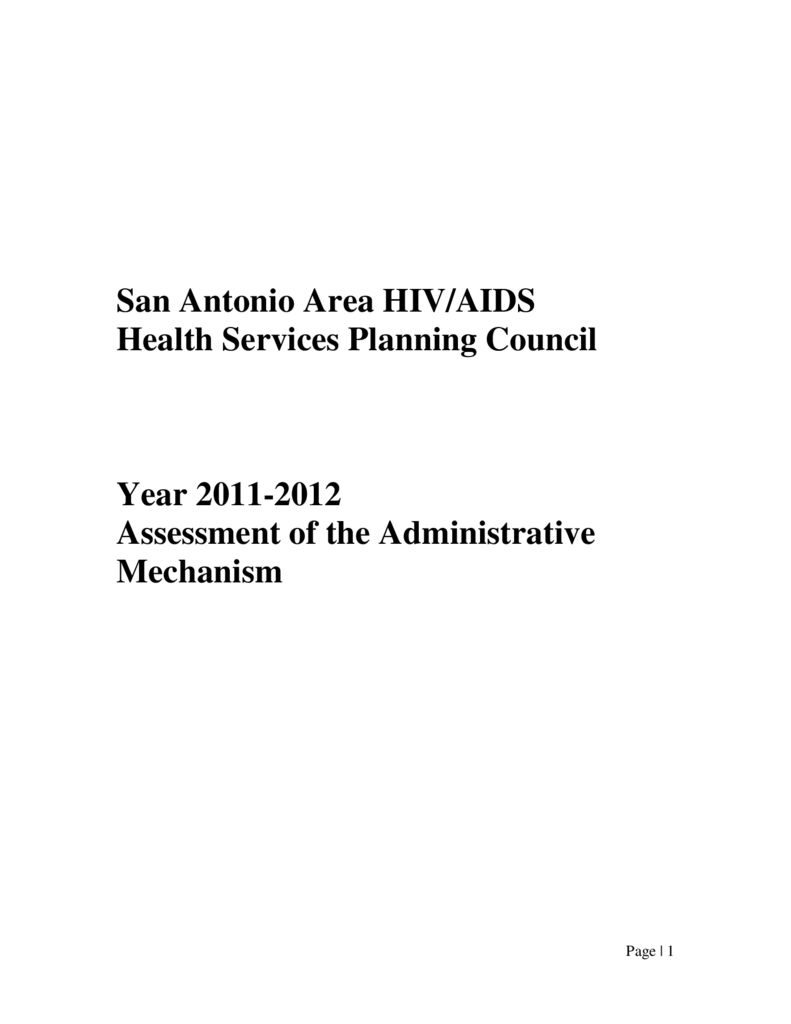 San Antonio Area HIV/AIDS
Health Services Planning Council
Year 2011-2012
Assessment of the Administrative
Mechanism
Page | 1